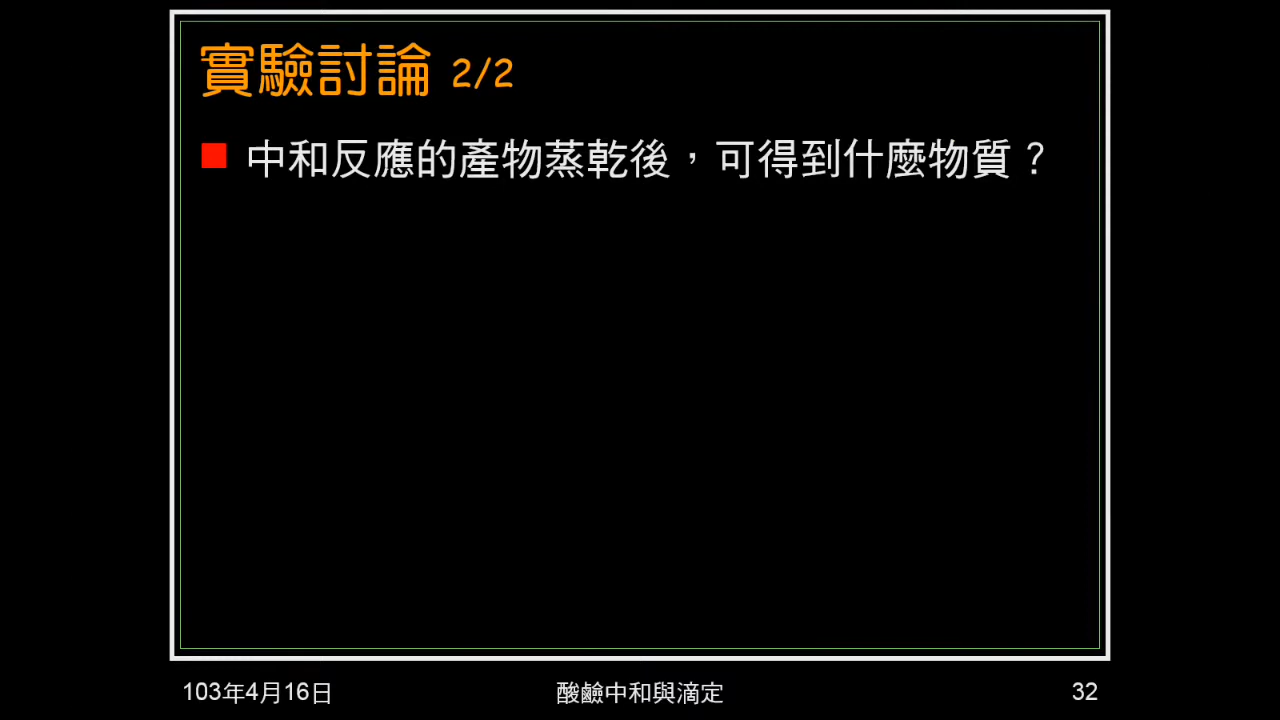 實驗討論 2/2
中和反應的產物蒸乾後，可得到什麼物質？
103年4月16日
酸鹼中和與滴定
32